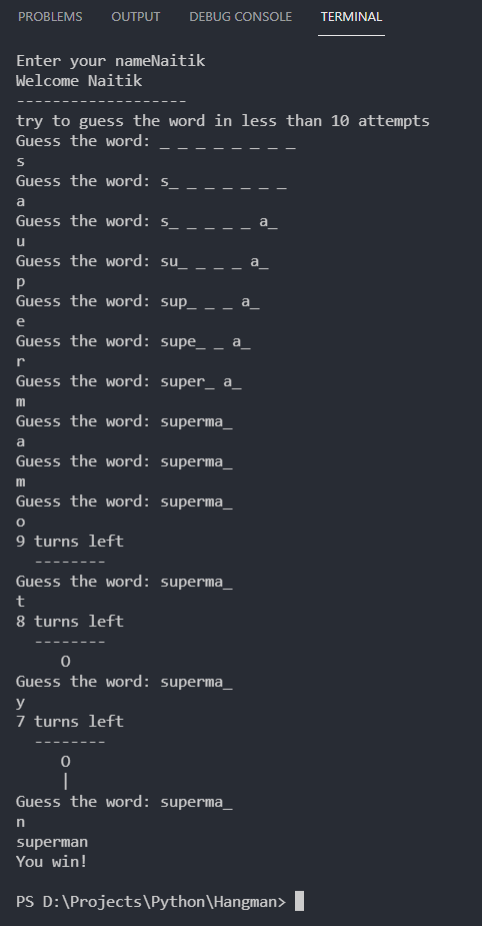 PROBLEMS OUTPUT DEBUG CONSOLE TERMINAL
Enter your nameNaitik
Welcome Naitik
-------------------
try to guess the word in less than 10 attempts
Guess the word: _ _ _ _ _ _ _ _
s
Guess the word: s_ _ _ _ _ _ _
a
Guess the word: s_ _ _ _ _ a_
u
Guess the word: su_ _ _ _ a_
p
Guess the word: sup_ _ _ a_
e
Guess the word: supe_ _ a_
r
Guess the word: super_ a_
m
Guess the word: superma_
a
Guess the word: superma_
m
Guess the word: superma_
o
9 turns left
  --------
Guess the word: superma_
t
8 turns left
  --------
     O
Guess the word: superma_
y
7 turns left
  --------
     O
     |
Guess the word: superma_
n
superman
You win!
PS D:\Projects\Python\Hangman>